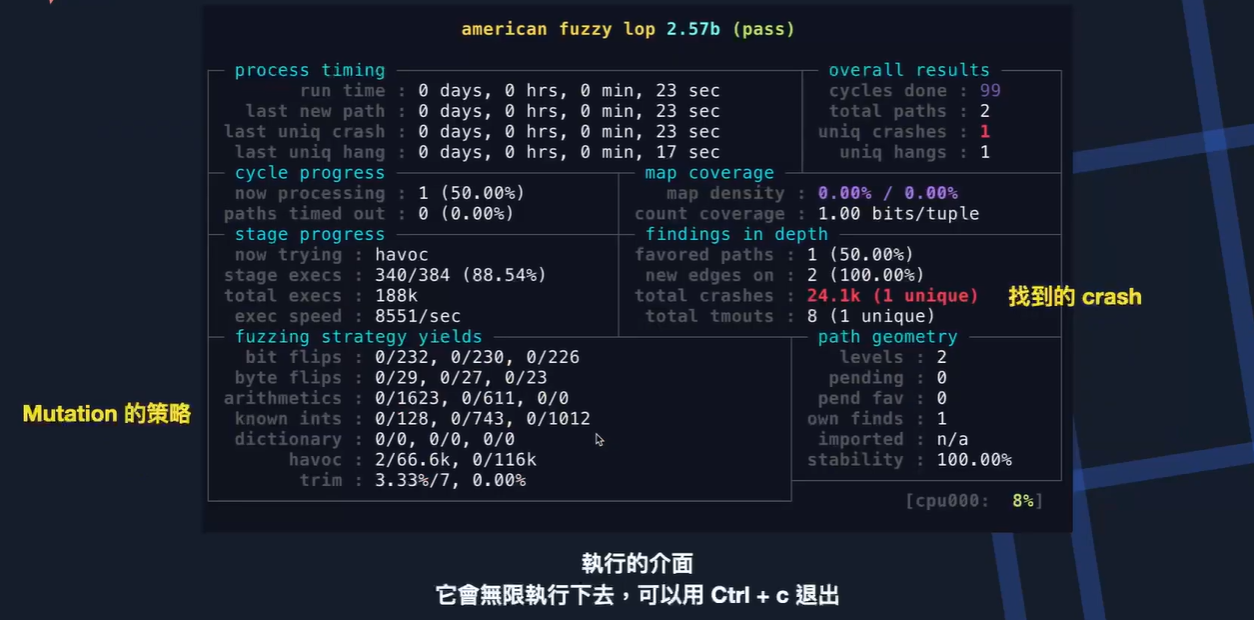 american fuzzy lop 2.57b (pass)
process timing
run time : 0 days, 0 hrs, 0 min, 23 sec
last new path : 0 days, 0 hrs, 0 min, 23 sec
last uniq crash : 0 days, 0 hrs, 0 min, 23 sec
last uniq hang : 0 days, 0 hrs, 0 min, 17 sec
overall results
cycles done : 99
total paths : 2
uniq crashes : 1
uniq hangs : 1
cycle progress
now processing : 1 (50.00%)
paths timed out : 0 (0.00%)
map coverage
map density : 0.00% / 0.00%
count coverage : 1.00 bits/tuple
stage progress
now trying : havoc
stage execs : 340/384 (88.54%)
total execs : 188k
exec speed : 8551/sec
findings in depth
favored paths : 1 (50.00%)
new edges on : 2 (100.00%)
total crashes : 24.1k (1 unique)
total tmouts : 8 (1 unique)
找到的 crash
fuzzing strategy yields
bit flips : 0/232, 0/230, 0/226
byte flips : 0/29, 0/27, 0/23
arithmetics : 0/1623, 0/611, 0/0
known ints : 0/128, 0/743, 0/1012
dictionary : 0/0, 0/0, 0/0
havoc : 2/66.6k, 0/116k
trim : 3.33%/7, 0.00%
Mutation 的策略
path geometry
levels : 2
pending : 0
pend fav : 0
own finds : 1
imported : n/a
stability : 100.00%
[cpu000: 8%]
執行的介面
它會無限執行下去，可以用 Ctrl + c 退出